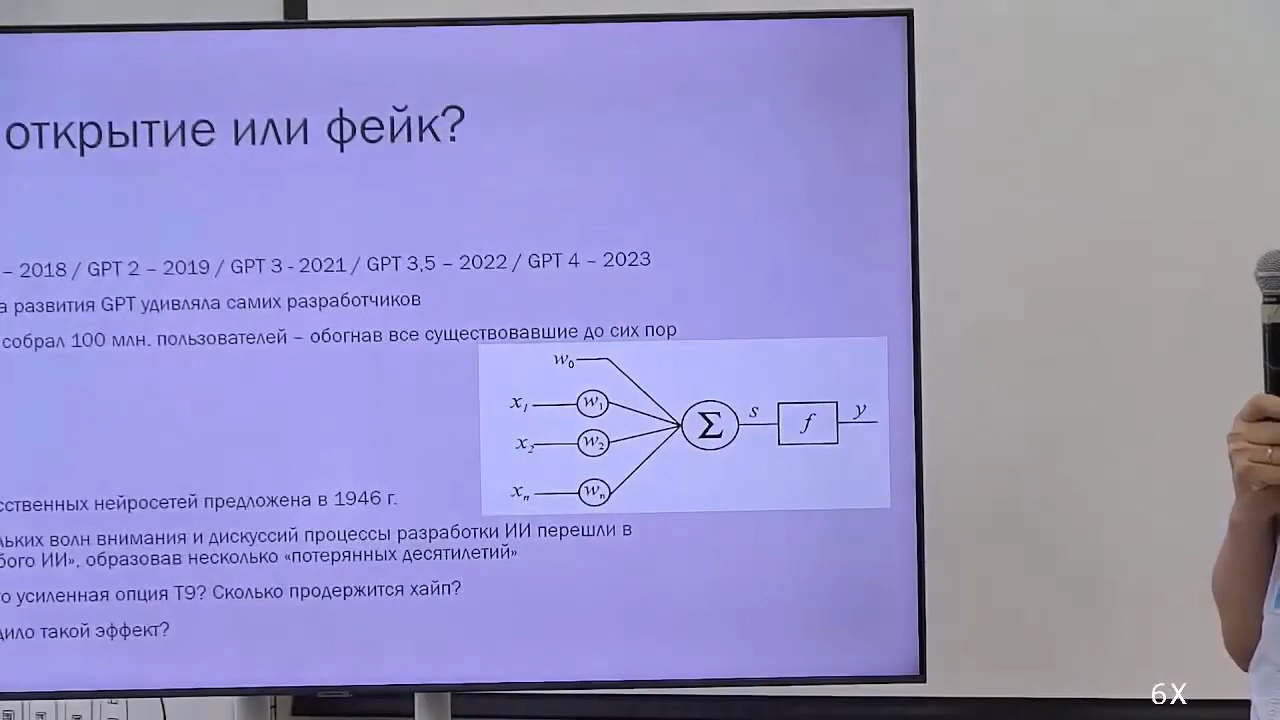 открытие или фейк?
– 2018 / GPT 2 – 2019 / GPT 3 - 2021 / GPT 3,5 – 2022 / GPT 4 – 2023
а развития GPT удивляла самих разработчиков
собрал 100 млн. пользователей – обогнав все существовавшие до сих пор
w₀
x₁ w₁
x₂ w₂
xₙ wₙ
Σ s f y
сственных нейросетей предложена в 1946 г.
льких волн внимания и дискуссий процессы разработки ИИ перешли в
бого ИИ», образовав несколько «потерянных десятилетий»
о усиленная опция Т9? Сколько продержится хайп?
дило такой эффект?
6X